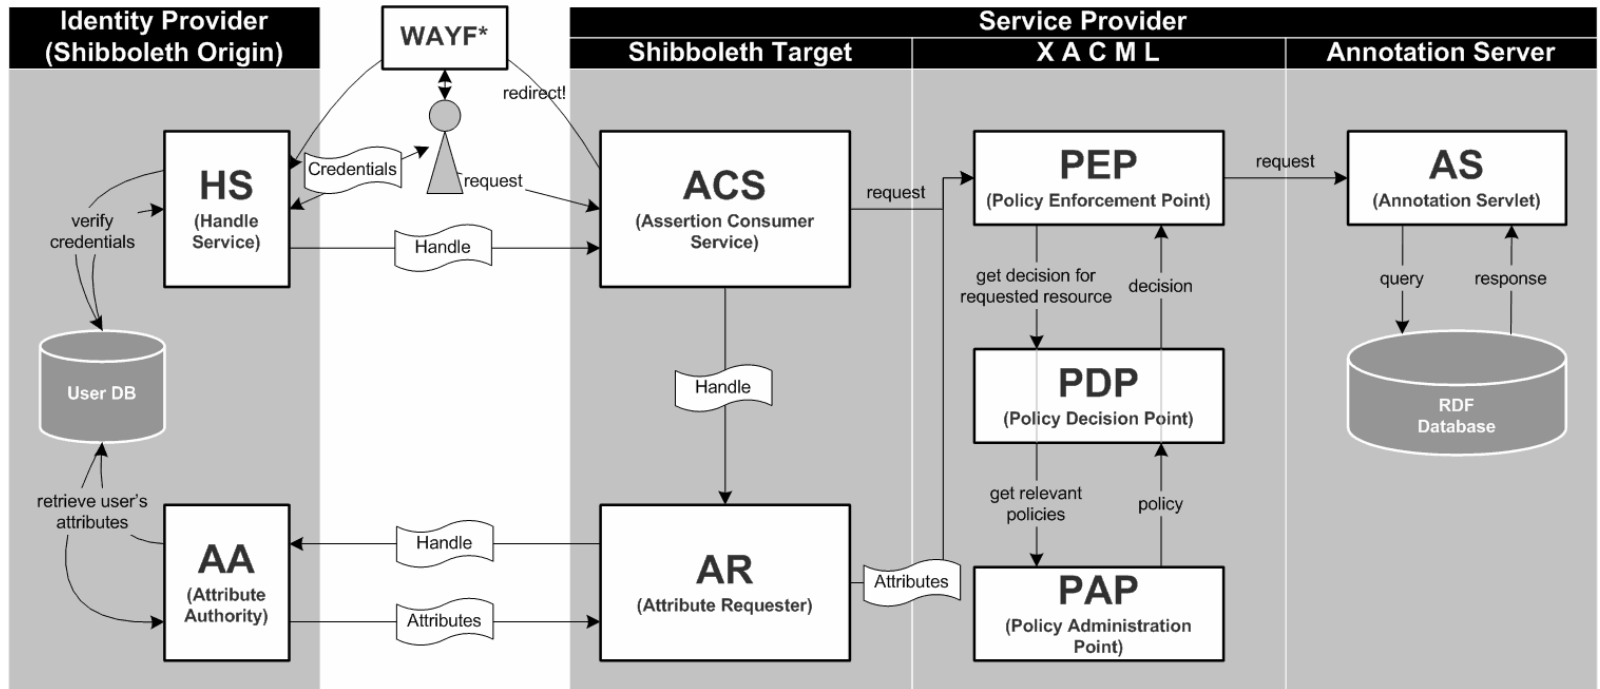 Identity Provider
(Shibboleth Origin)
WAYF*
Service Provider
Shibboleth Target
X A C M L
Annotation Server
redirect!
HS
(Handle
Service)
Credentials
request
ACS
(Assertion Consumer
Service)
request
PEP
(Policy Enforcement Point)
request
AS
(Annotation Servlet)
verify
credentials
Handle
get decision for
requested resource
decision
query
response
User DB
Handle
PDP
(Policy Decision Point)
RDF
Database
retrieve user's
attributes
get relevant
policies
policy
AA
(Attribute
Authority)
Handle
Attributes
AR
(Attribute Requester)
Attributes
PAP
(Policy Administration
Point)